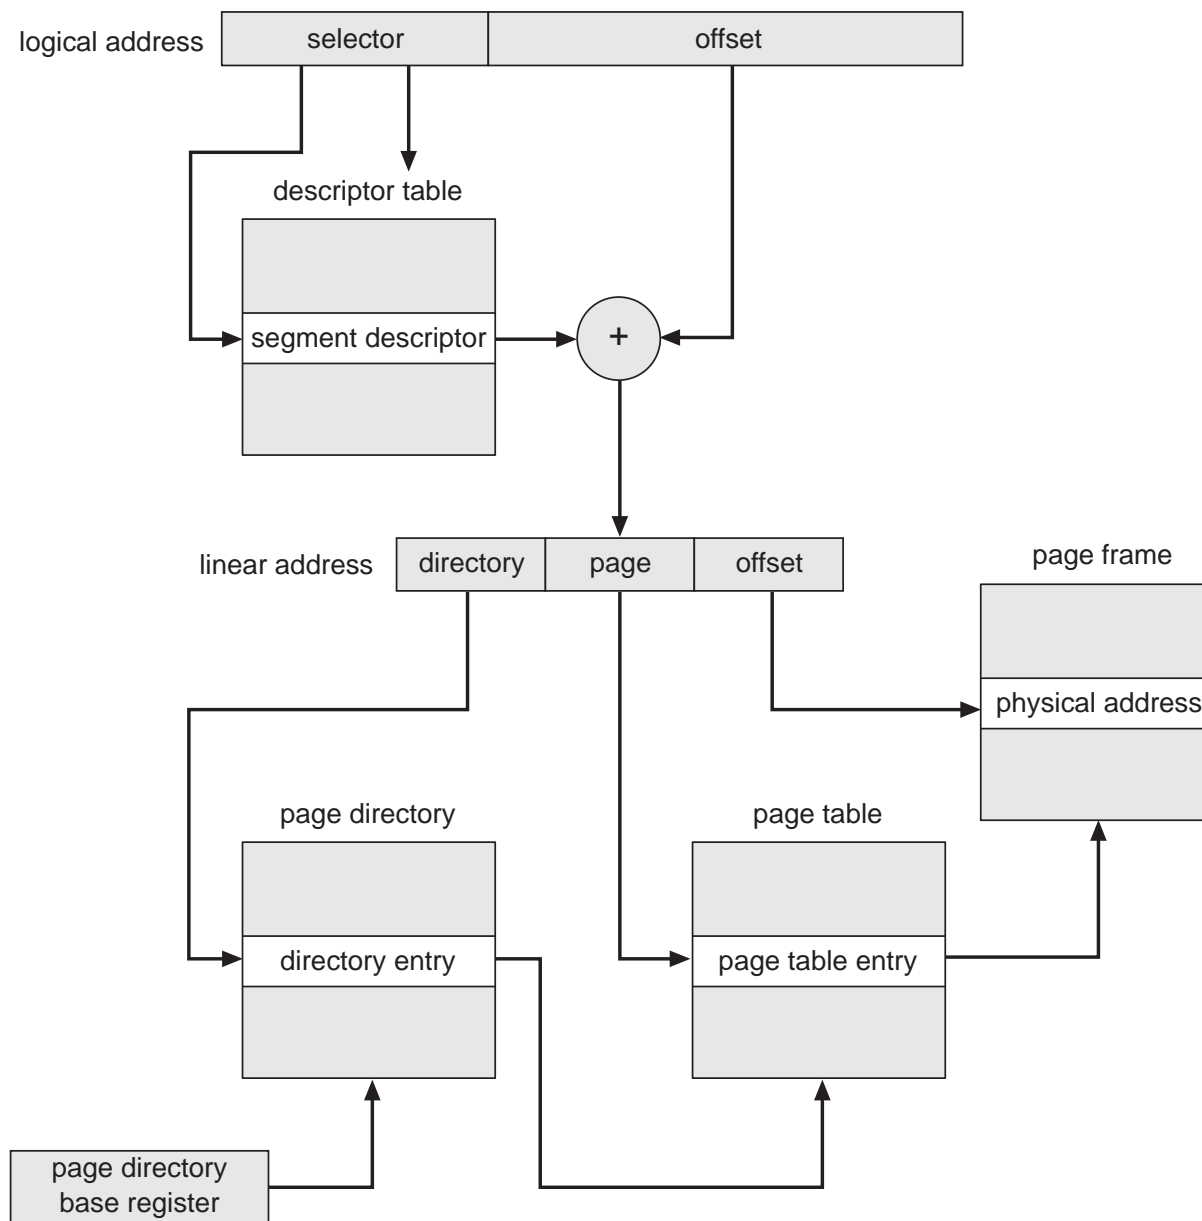 logical address
selector
offset
descriptor table
segment descriptor
+
linear address
directory
page
offset
page frame
physical address
page directory
directory entry
page table
page table entry
page directory
base register